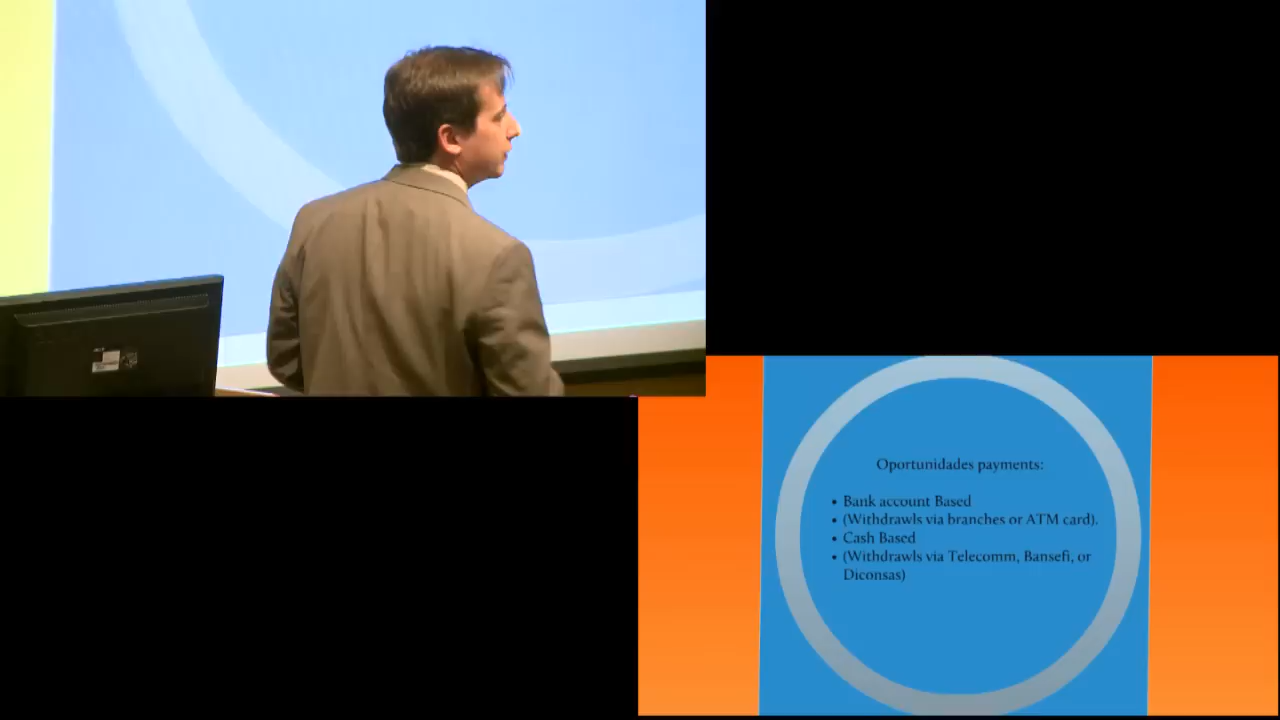 Oportunidades payments:
• Bank account Based
• (Withdrawls via branches or ATM card).
• Cash Based
• (Withdrawls via Telecomm, Bansefi, or
Diconsas)